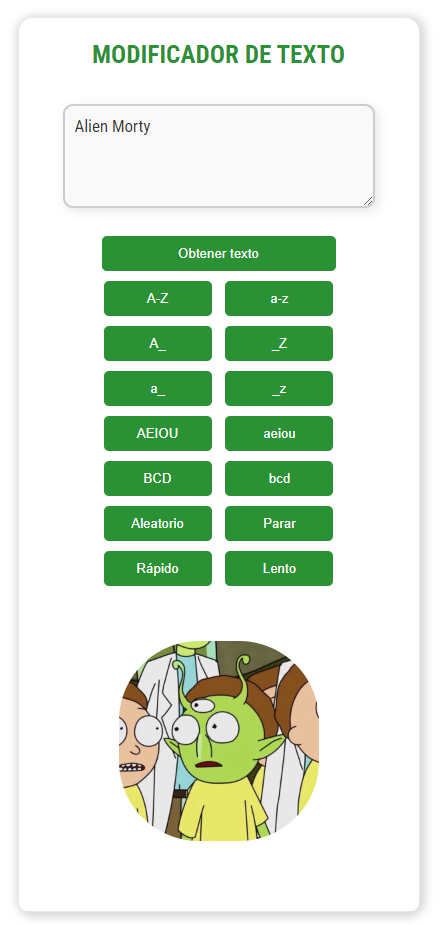 MODIFICADOR DE TEXTO
Alien Morty
Obtener texto
A-Z a-z
A_ _Z
a_ _z
AEIOU aeiou
BCD bcd
Aleatorio Parar
Rápido Lento